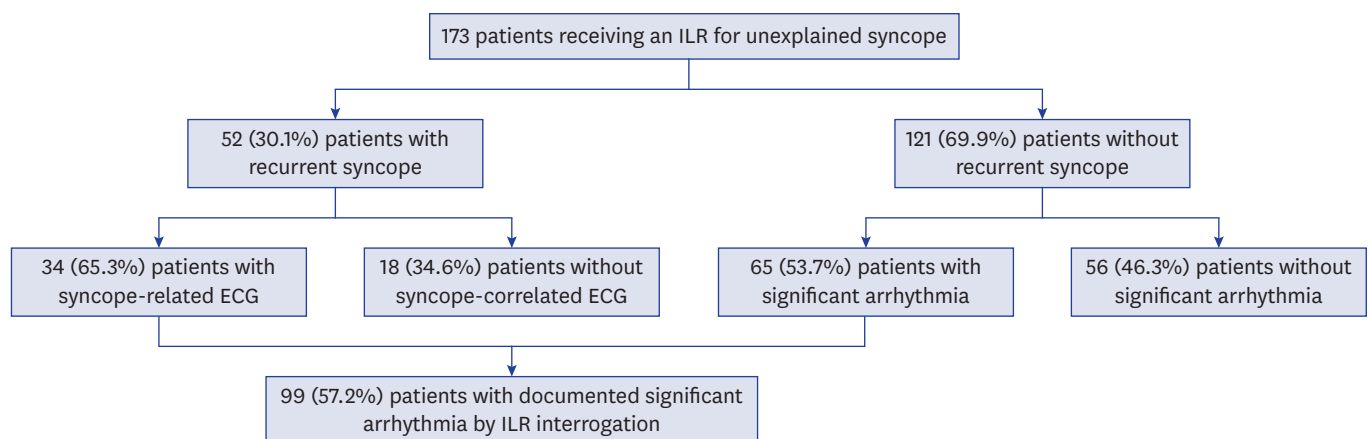 173 patients receiving an ILR for unexplained syncope
52 (30.1%) patients with
recurrent syncope
121 (69.9%) patients without
recurrent syncope
34 (65.3%) patients with
syncope-related ECG
18 (34.6%) patients without
syncope-correlated ECG
65 (53.7%) patients with
significant arrhythmia
56 (46.3%) patients without
significant arrhythmia
99 (57.2%) patients with documented significant
arrhythmia by ILR interrogation